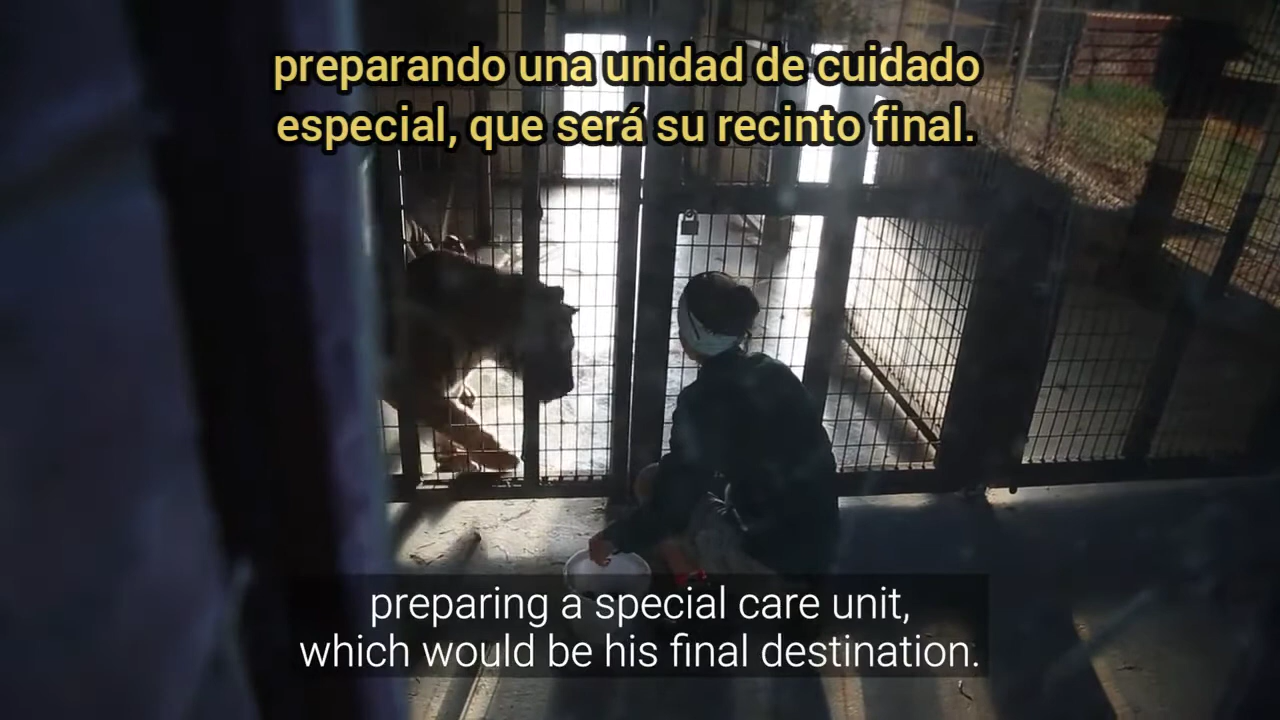 preparando una unidad de cuidado
especial, que será su recinto final.
preparing a special care unit,
which would be his final destination.